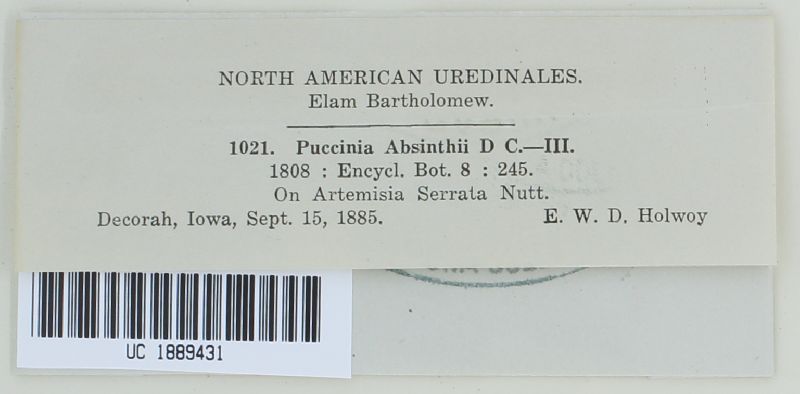 NORTH AMERICAN UREDINALES.
Elam Bartholomew.
1021. Puccinia Absinthii D C.—III.
1808 : Encycl. Bot. 8 : 245.
On Artemisia Serrata Nutt.
Decorah, Iowa, Sept. 15, 1885. E. W. D. Holwoy
UC 1889431